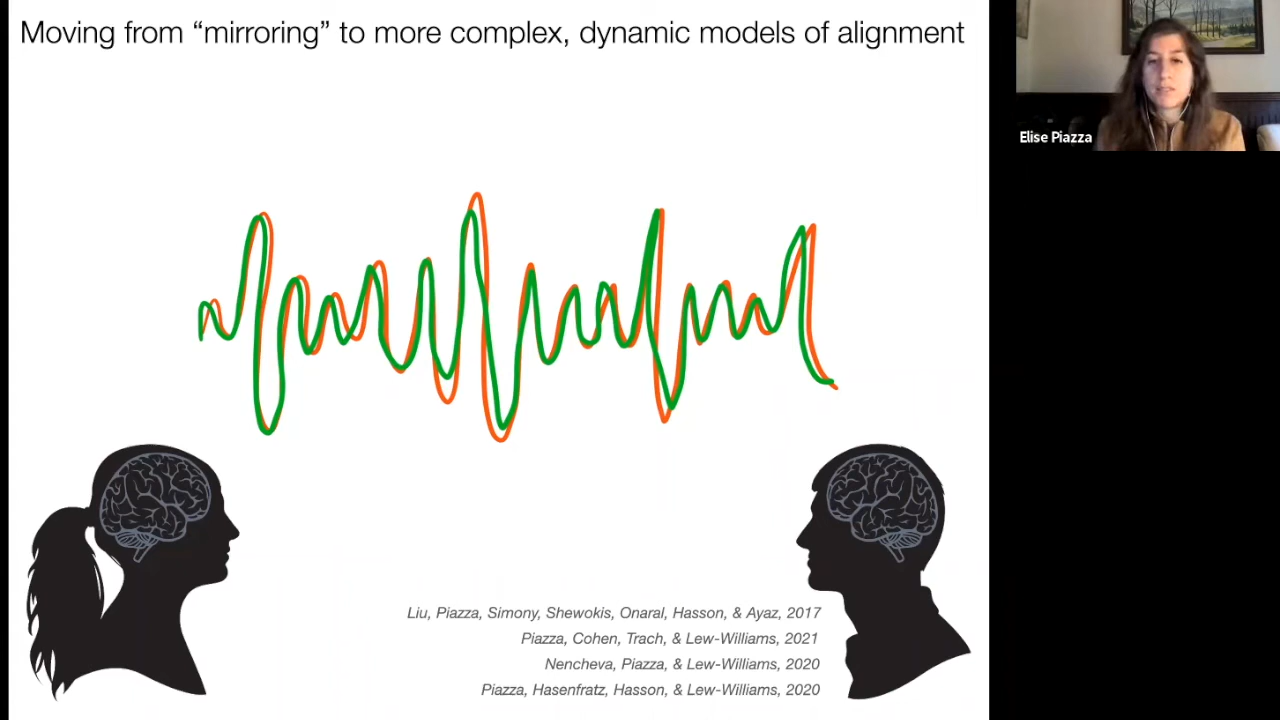 Moving from “mirroring” to more complex, dynamic models of alignment
Elise Piazza
Liu, Piazza, Simony, Shewokis, Onaral, Hasson, & Ayaz, 2017
Piazza, Cohen, Trach, & Lew-Williams, 2021
Nencheva, Piazza, & Lew-Williams, 2020
Piazza, Hasenfratz, Hasson, & Lew-Williams, 2020